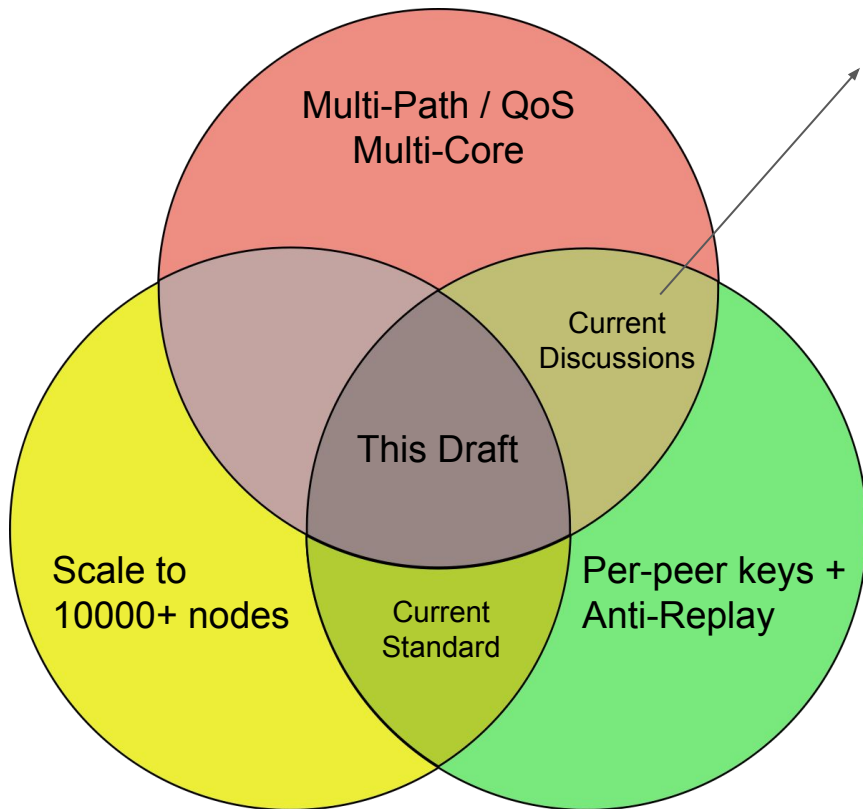 Multi-Path / QoS
Multi-Core
Current
Discussions
This Draft
Scale to
10000+ nodes
Per-peer keys +
Anti-Replay
Current
Standard